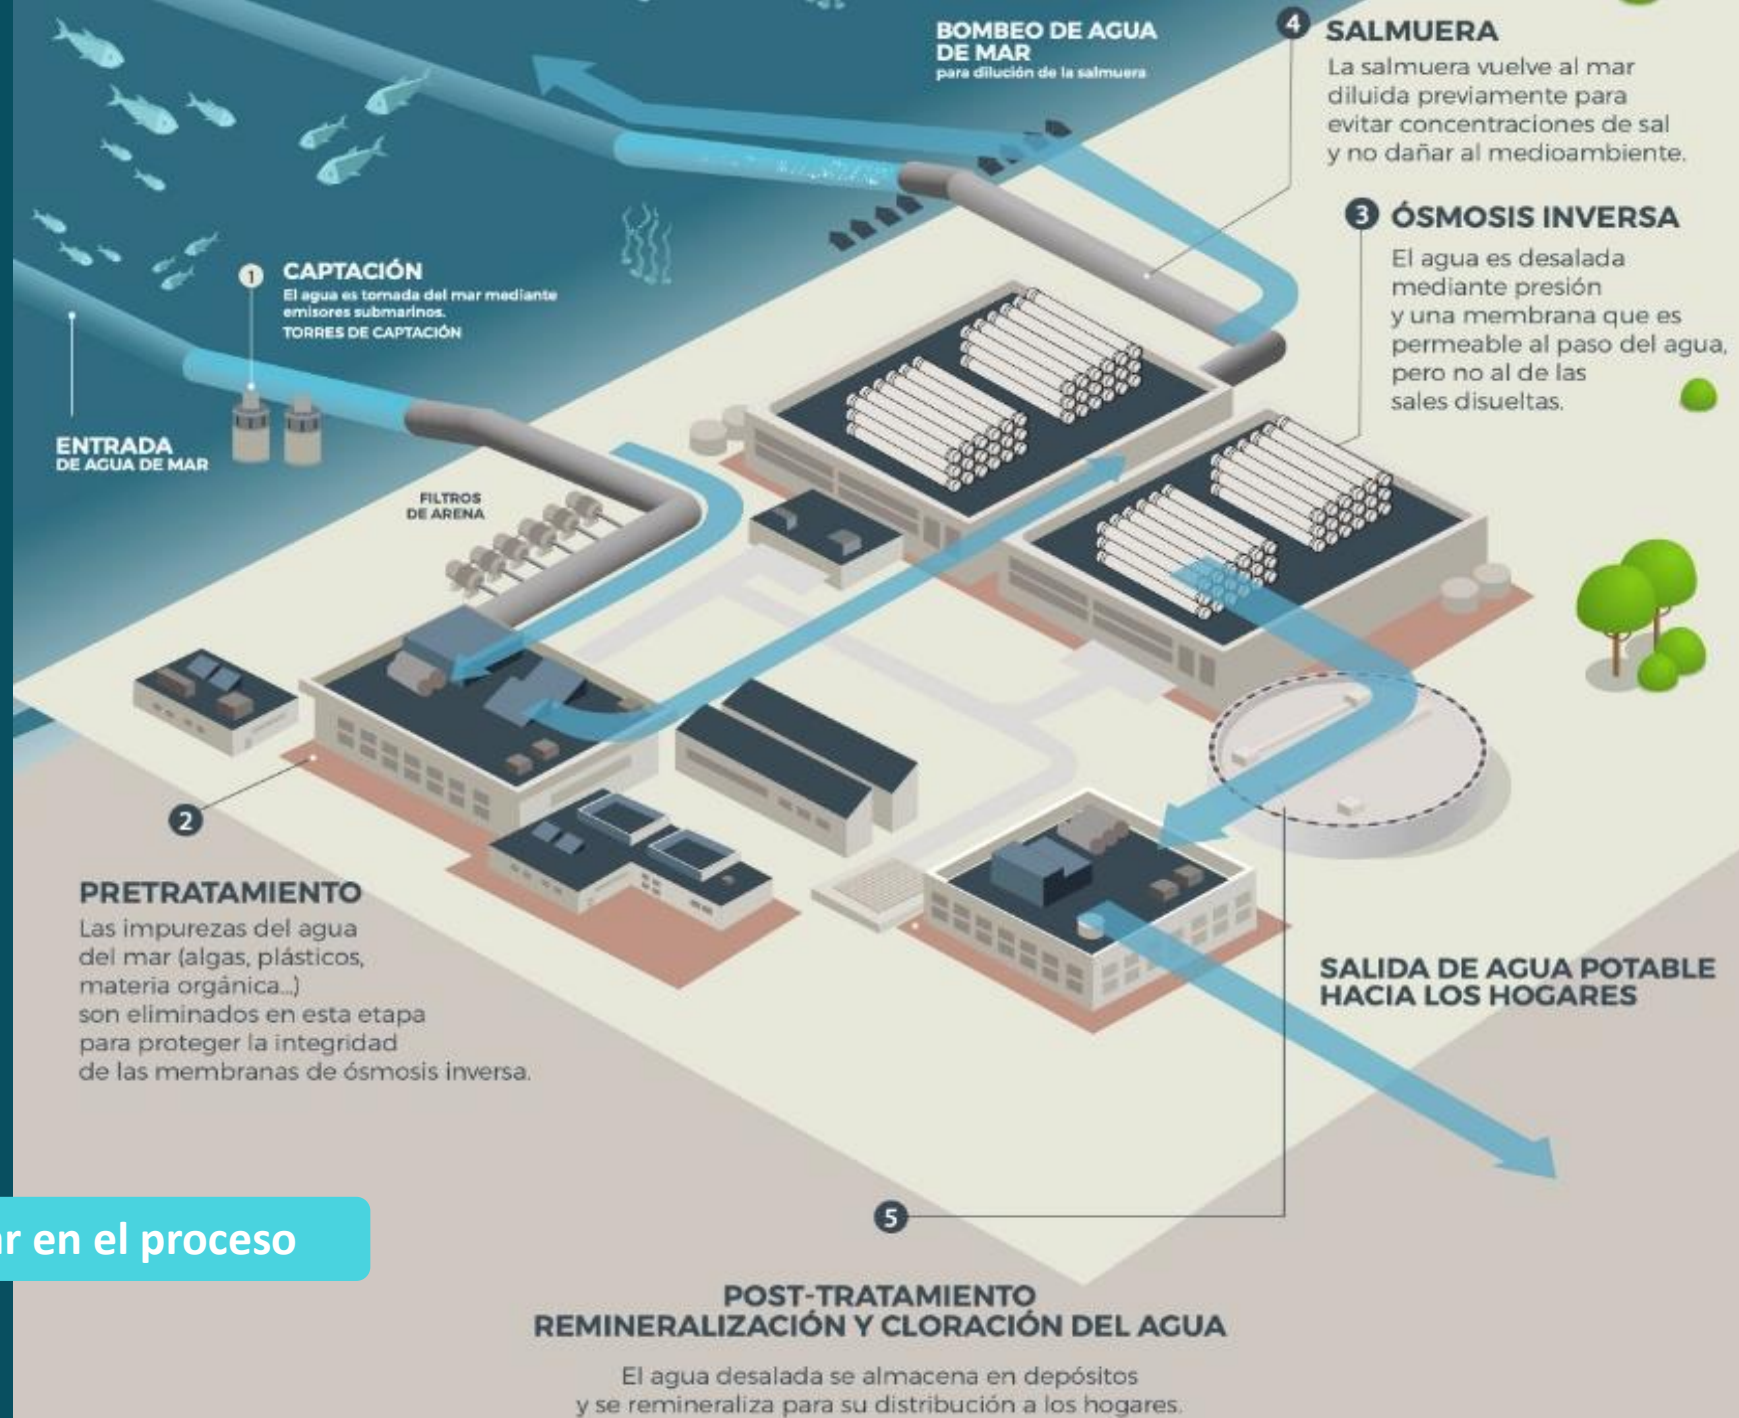 BOMBEO DE AGUA
DE MAR
para dilución de la salmuera
4
SALMUERA
La salmuera vuelve al mar
diluida previamente para
evitar concentraciones de sal
y no dañar al medioambiente.
3 ÓSMOSIS INVERSA
El agua es desalada
mediante presión
y una membrana que es
permeable al paso del agua,
pero no al de las
sales disueltas.
1
CAPTACIÓN
El agua es tomada del mar mediante
emisores submarinos.
TORRES DE CAPTACIÓN
ENTRADA
DE AGUA DE MAR
FILTROS
DE ARENA
2
PRETRATAMIENTO
Las impurezas del agua
del mar (algas, plásticos,
materia orgánica...)
son eliminados en esta etapa
para proteger la integridad
de las membranas de ósmosis inversa.
SALIDA DE AGUA POTABLE
HACIA LOS HOGARES
5
en el proceso
POST-TRATAMIENTO
REMINERALIZACIÓN Y CLORACIÓN DEL AGUA
El agua desalada se almacena en depósitos
y se remineraliza para su distribución a los hogares.